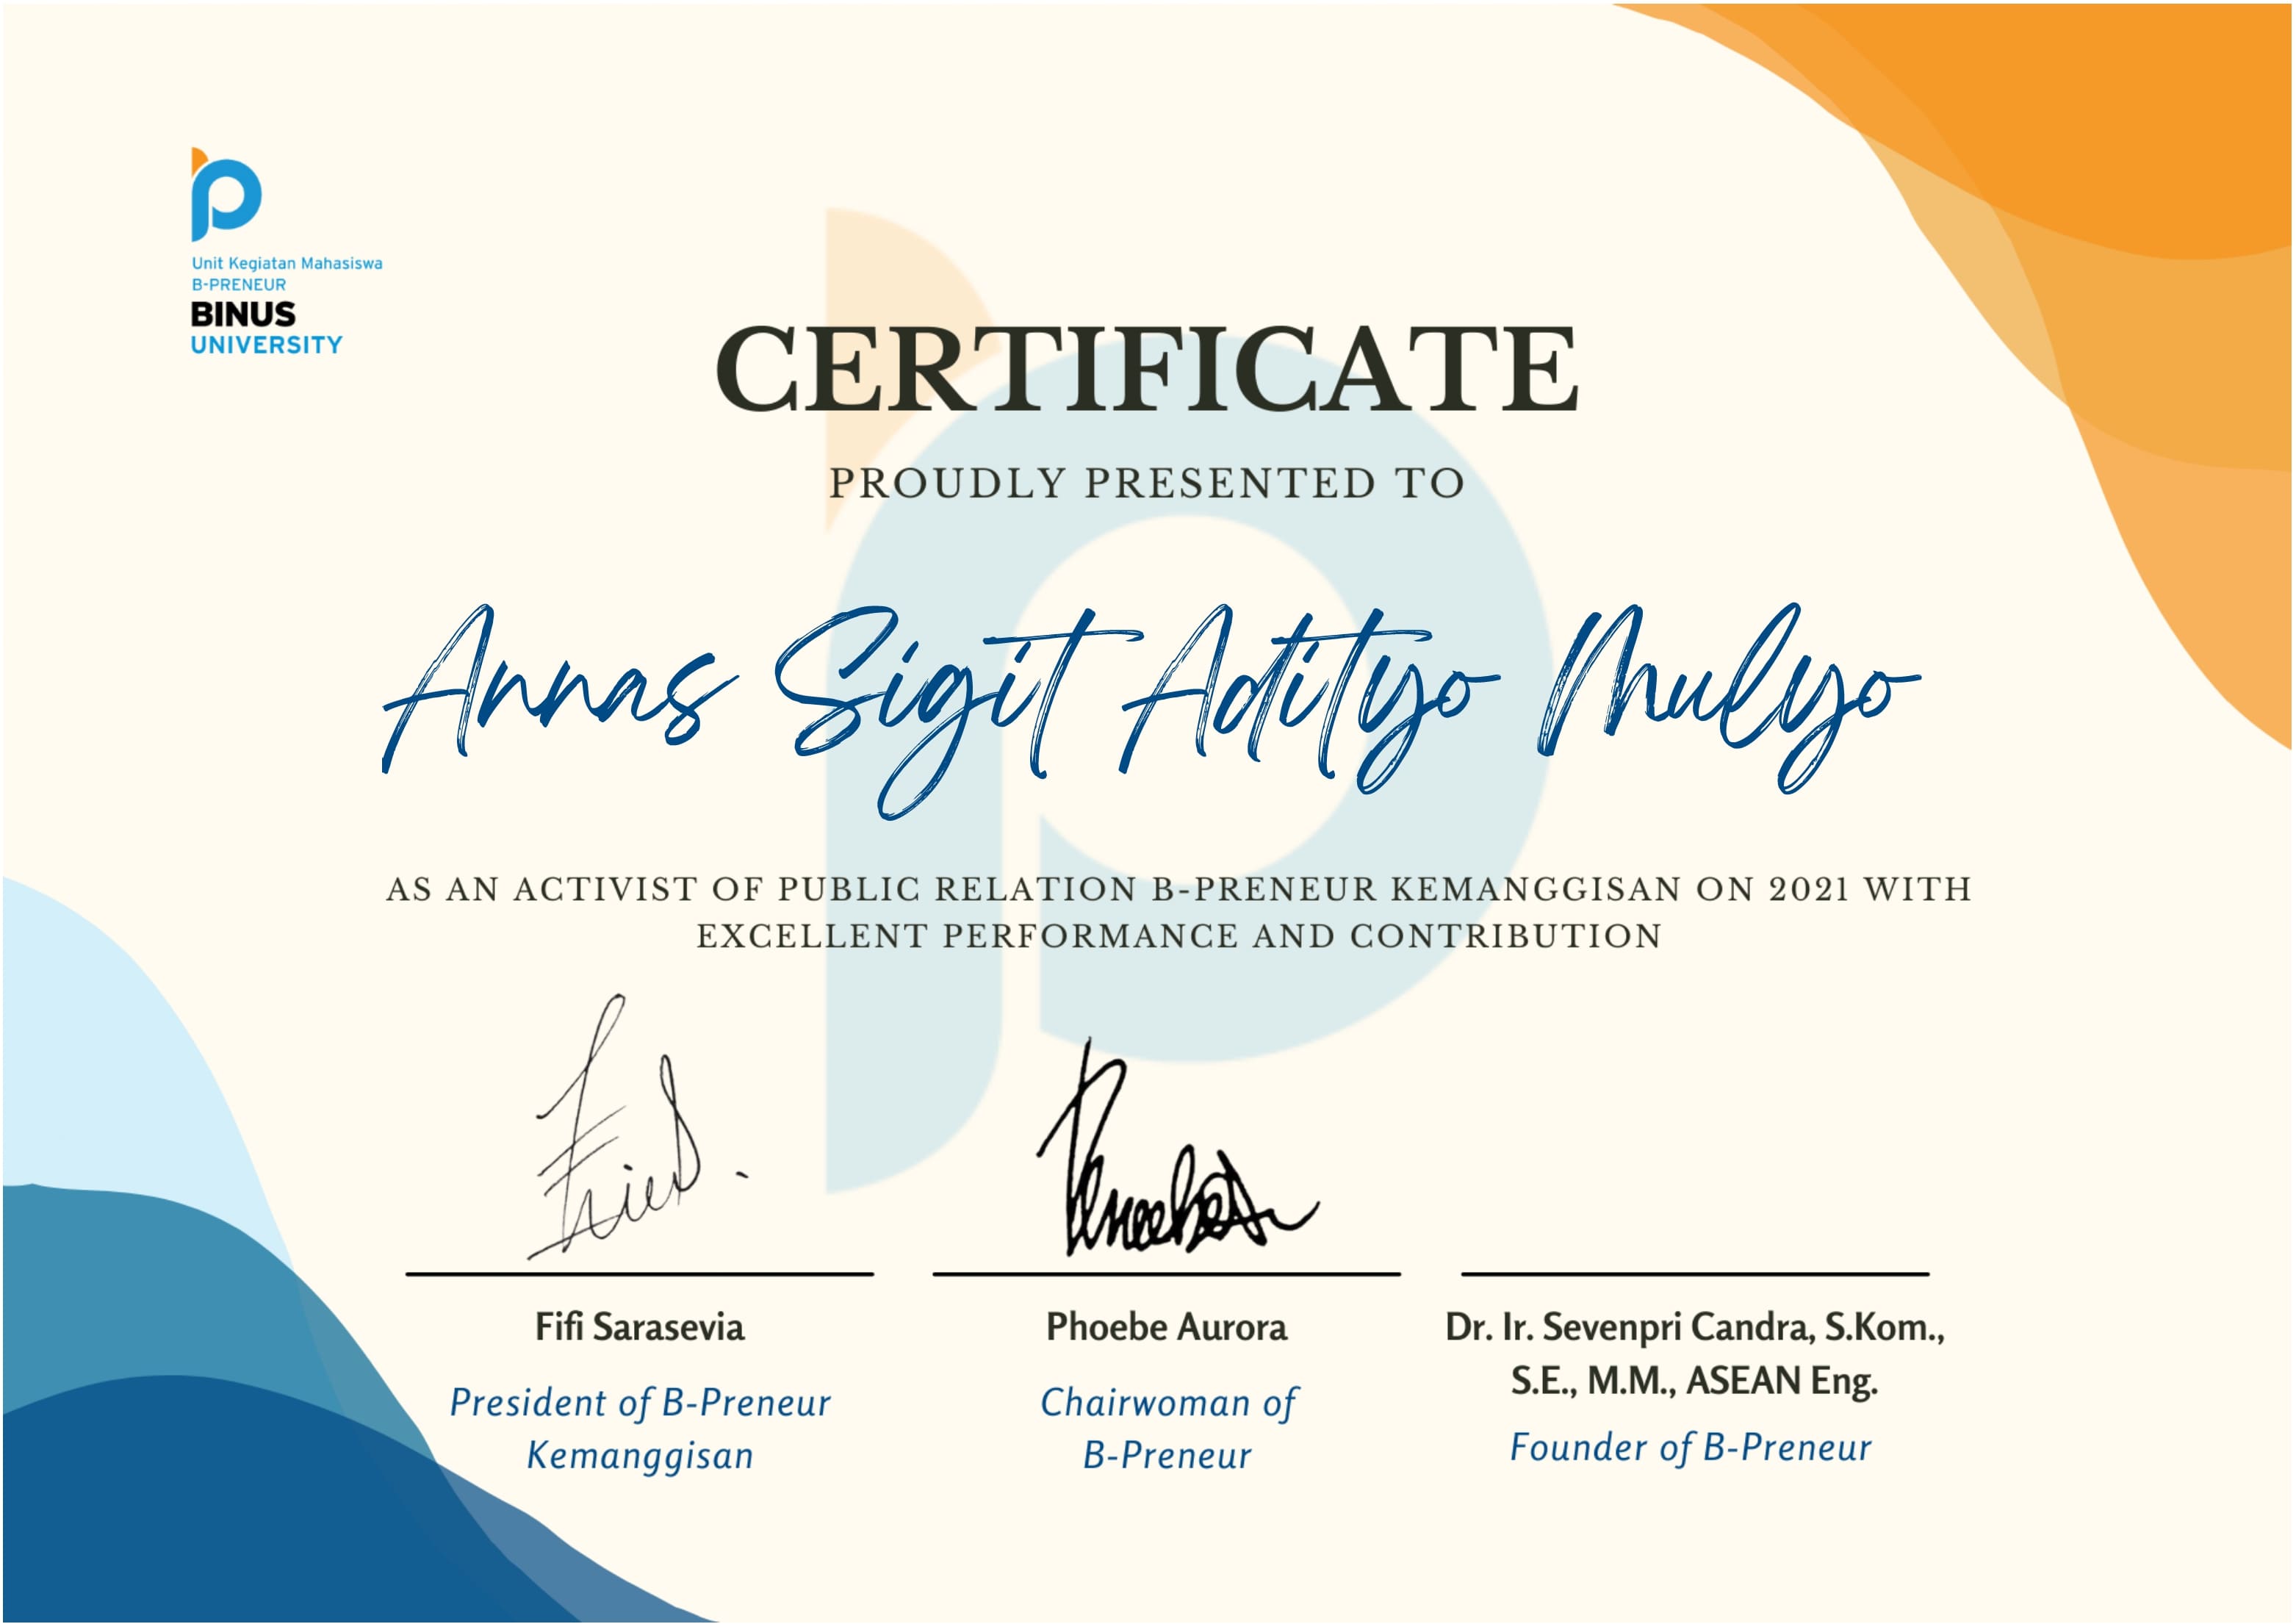 Unit Kegiatan Mahasiswa
B-PRENEUR
BINUS
UNIVERSITY
CERTIFICATE
PROUDLY PRESENTED TO
Annas Sigit Adityo Mulyo
AS AN ACTIVIST OF PUBLIC RELATION B-PRENEUR KEMANGGISAN ON 2021 WITH
EXCELLENT PERFORMANCE AND CONTRIBUTION
Fifi Sarasevia
President of B-Preneur
Kemanggisan
Phoebe Aurora
Chairwoman of
B-Preneur
Dr. Ir. Sevenpri Candra, S.Kom.,
S.E., M.M., ASEAN Eng.
Founder of B-Preneur